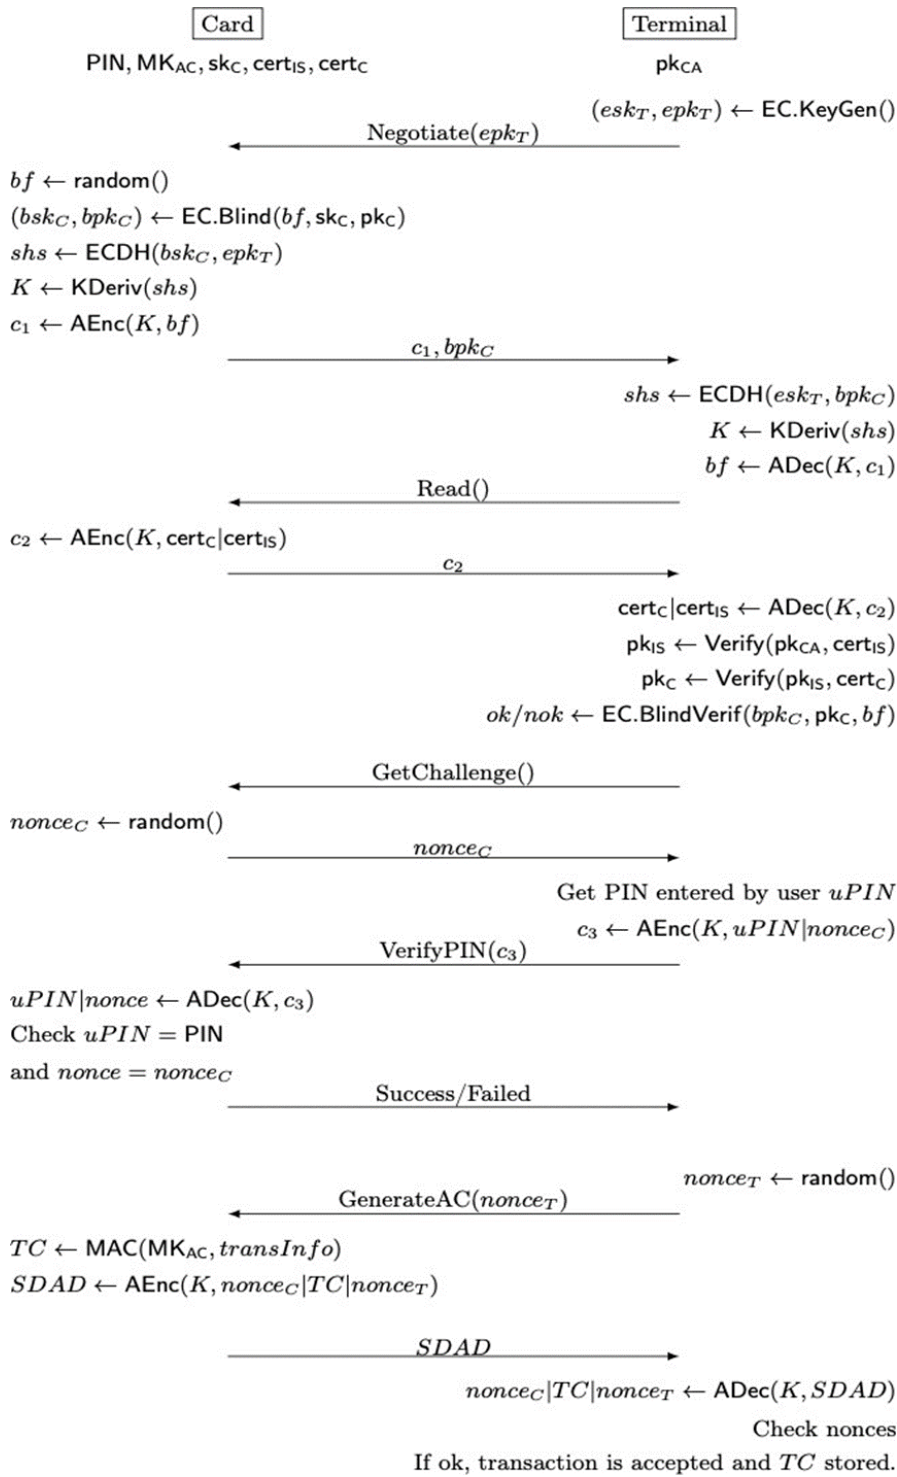 Card Terminal
PIN, MK_AC, sk_C, cert_IS, cert_C pk_CA
(esk_T, epk_T) ← EC.KeyGen()
Negotiate(epk_T)
bf ← random()
(bsk_C, bpk_C) ← EC.Blind(bf, sk_C, pk_C)
shs ← ECDH(bsk_C, epk_T)
K ← KDeriv(shs)
c_1 ← AEnc(K, bf)
c_1, bpk_C
shs ← ECDH(esk_T, bpk_C)
K ← KDeriv(shs)
bf ← ADec(K, c_1)
Read()
c_2 ← AEnc(K, cert_C|cert_IS)
c_2
cert_C|cert_IS ← ADec(K, c_2)
pk_IS ← Verify(pk_CA, cert_IS)
pk_C ← Verify(pk_IS, cert_C)
ok/nok ← EC.BlindVerif(bpk_C, pk_C, bf)
GetChallenge()
nonce_C ← random()
nonce_C
Get PIN entered by user uPIN
c_3 ← AEnc(K, uPIN|nonce_C)
VerifyPIN(c_3)
uPIN|nonce ← ADec(K, c_3)
Check uPIN = PIN
and nonce = nonce_C
Success/Failed
nonce_T ← random()
GenerateAC(nonce_T)
TC ← MAC(MK_AC, transInfo)
SDAD ← AEnc(K, nonce_C|TC|nonce_T)
SDAD
nonce_C|TC|nonce_T ← ADec(K, SDAD)
Check nonces
If ok, transaction is accepted and TC stored.